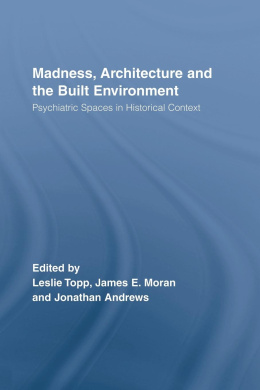 Madness, Architecture and
the Built Environment
Psychiatric Spaces in Historical Context
Edited by
Leslie Topp, James E. Moran
and Jonathan Andrews